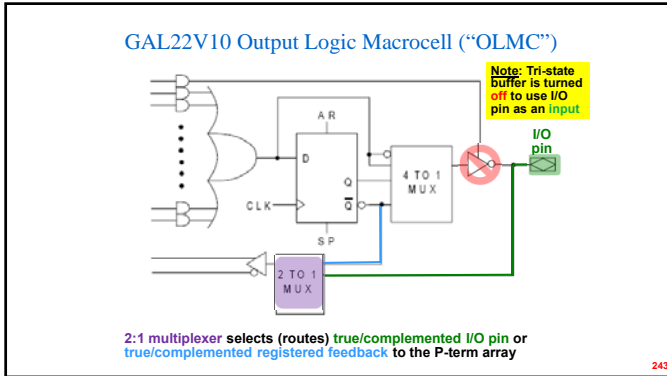 GAL22V10 Output Logic Macrocell (“OLMC”)
Note: Tri-state
buffer is turned
off to use I/O
pin as an input
I/O
pin
AR
D
Q
CLK
Q
SP
4 TO 1
MUX
2 TO 1
MUX
2:1 multiplexer selects (routes) true/complemented I/O pin or
true/complemented registered feedback to the P-term array
243